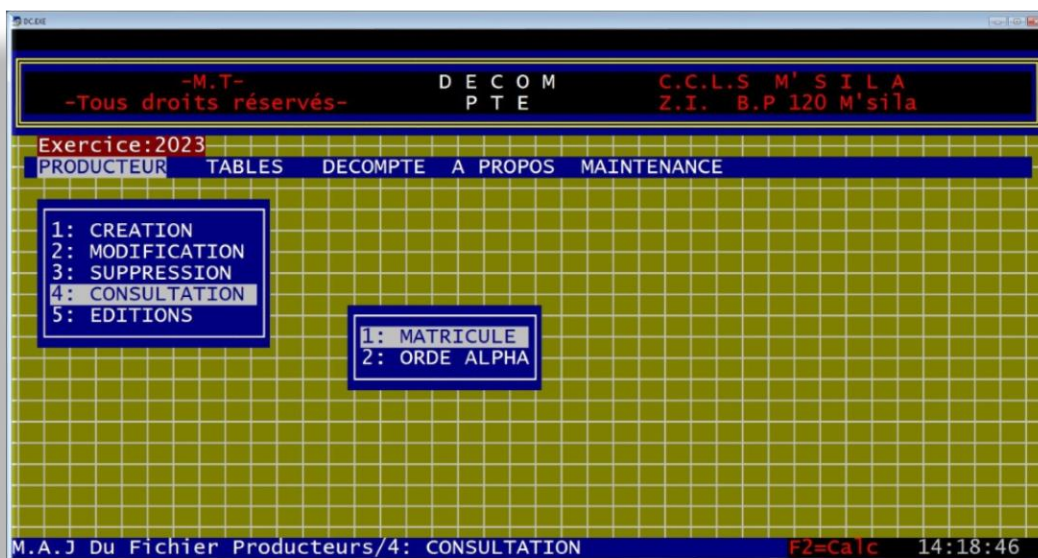 DC.EXE
-M.T- D E C O M C.C.L.S M' S I L A
-Tous droits réservés- P T E Z.I. B.P 120 M'sila
Exercice:2023
PRODUCTEUR TABLES DECOMPTE A PROPOS MAINTENANCE
1: CREATION
2: MODIFICATION
3: SUPPRESSION
4: CONSULTATION
5: EDITIONS
1: MATRICULE
2: ORDE ALPHA
M.A.J Du Fichier Producteurs/4: CONSULTATION F2=Calc 14:18:46